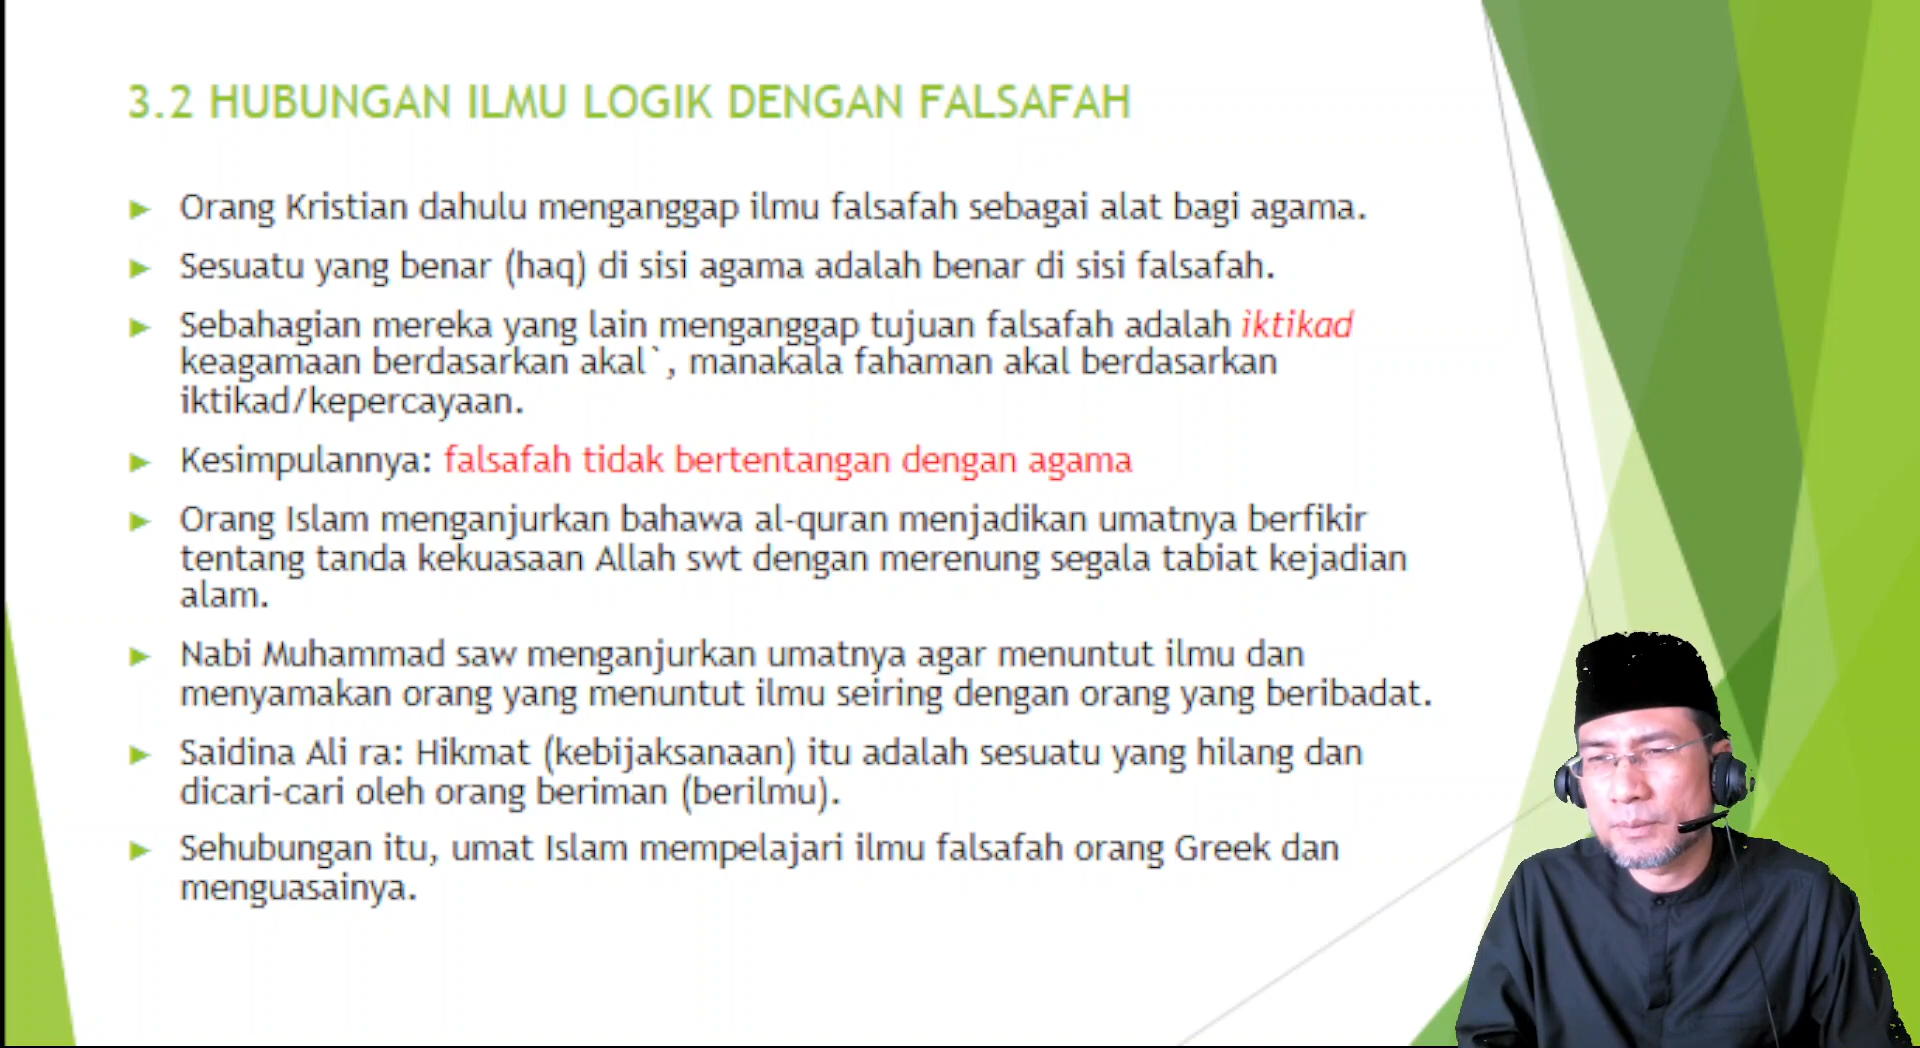 3.2 HUBUNGAN ILMU LOGIK DENGAN FALSAFAH
Orang Kristian dahulu menganggap ilmu falsafah sebagai alat bagi agama.
Sesuatu yang benar (haq) di sisi agama adalah benar di sisi falsafah.
Sebahagian mereka yang lain menganggap tujuan falsafah adalah iktikad
keagamaan berdasarkan akal`, manakala fahaman akal berdasarkan
iktikad/kepercayaan.
Kesimpulannya: falsafah tidak bertentangan dengan agama
Orang Islam menganjurkan bahawa al-quran menjadikan umatnya berfikir
tentang tanda kekuasaan Allah swt dengan merenung segala tabiat kejadian
alam.
Nabi Muhammad saw menganjurkan umatnya agar menuntut ilmu dan
menyamakan orang yang menuntut ilmu seiring dengan orang yang beribadat.
Saidina Ali ra: Hikmat (kebijaksanaan) itu adalah sesuatu yang hilang dan
dicari-cari oleh orang beriman (berilmu).
Sehubungan itu, umat Islam mempelajari ilmu falsafah orang Greek dan
menguasainya.